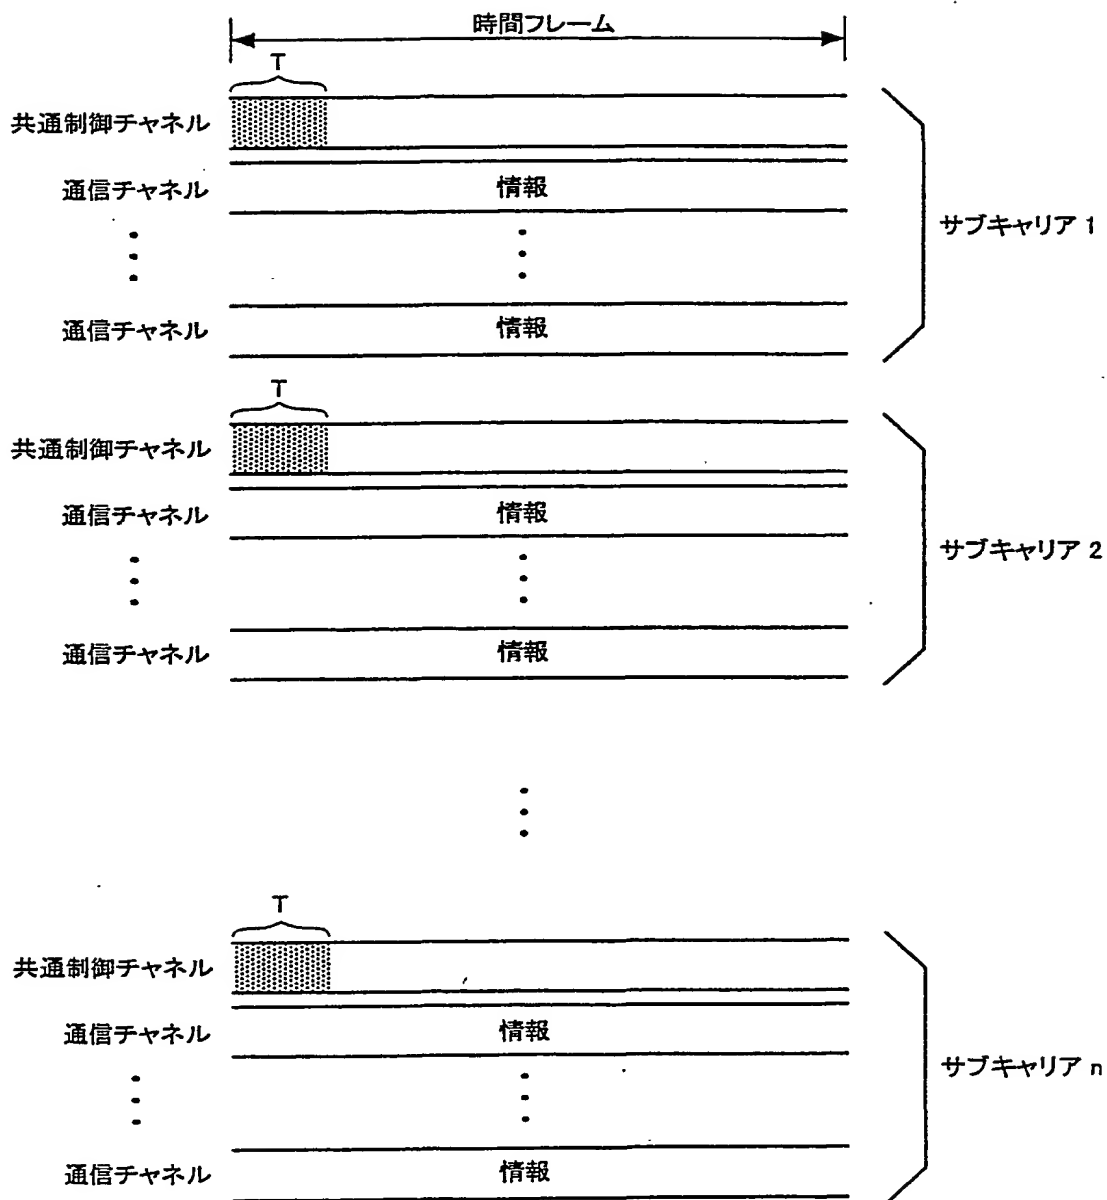 時間フレーム
T
共通制御チャネル
通信チャネル
情報
サブキャリア 1
通信チャネル
情報
T
共通制御チャネル
通信チャネル
情報
サブキャリア 2
通信チャネル
情報
T
共通制御チャネル
通信チャネル
情報
サブキャリア n
通信チャネル
情報